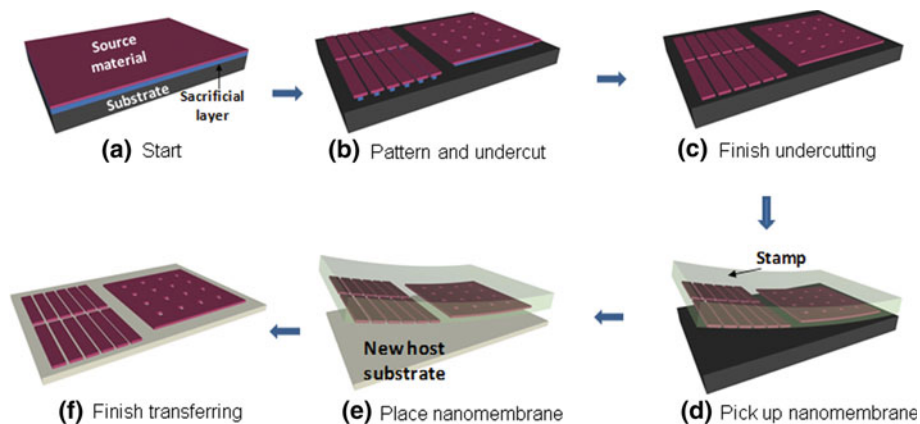 Source
material
Substrate
Sacrificial
layer
(a) Start
(b) Pattern and undercut
(c) Finish undercutting
Stamp
(d) Pick up nanomembrane
New host
substrate
(e) Place nanomembrane
(f) Finish transferring